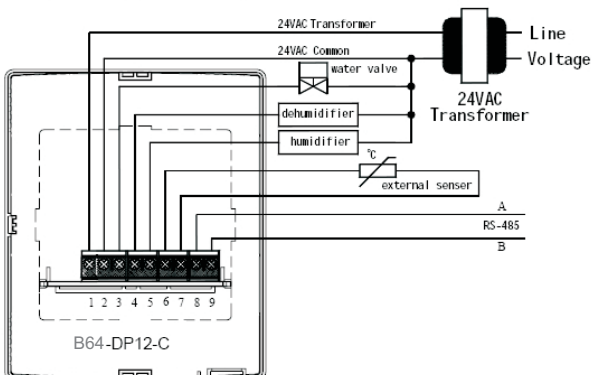 24VAC Transformer
Line
24VAC Common
Voltage
water valve
24VAC
Transformer
dehumidifier
humidifier
°C
external senser
A
RS-485
B
1 2 3 4 5 6 7 8 9
B64-DP12-C